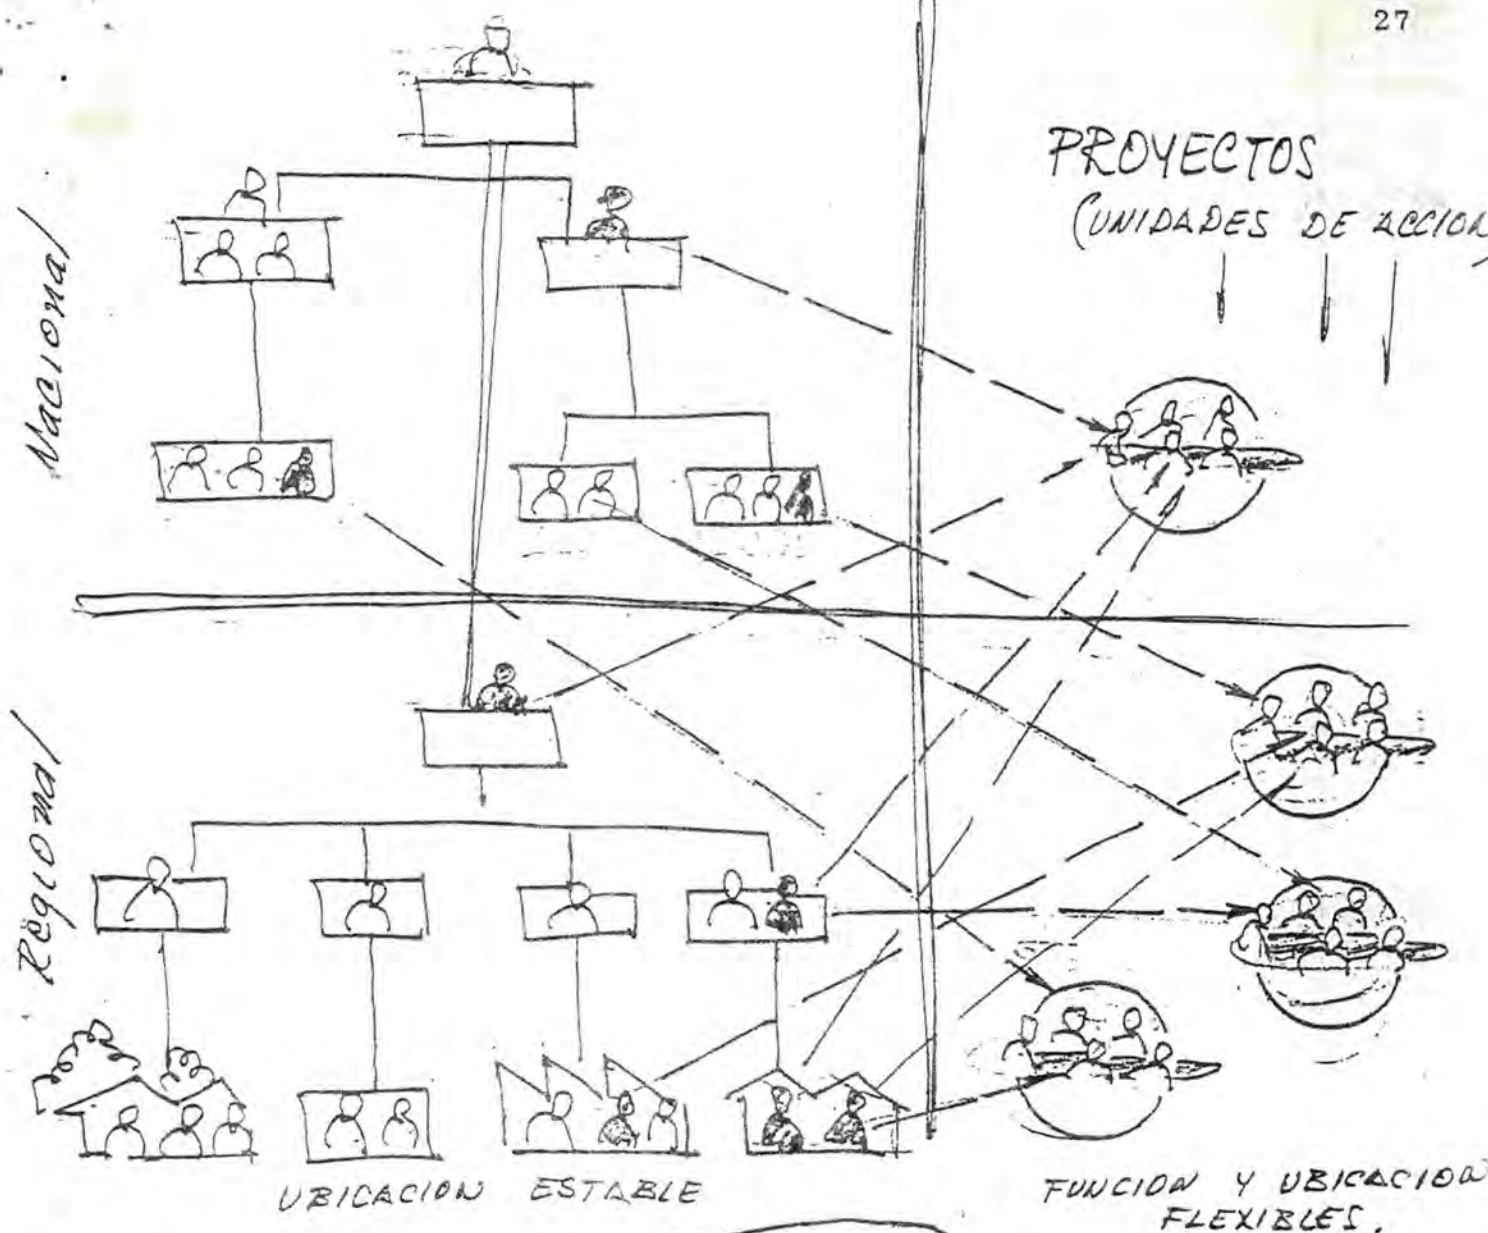 27
PROYECTOS
(UNIDADES DE ACCION)
Nacional
Regional
UBICACION ESTABLE
FUNCION Y UBICACION
FLEXIBLES.